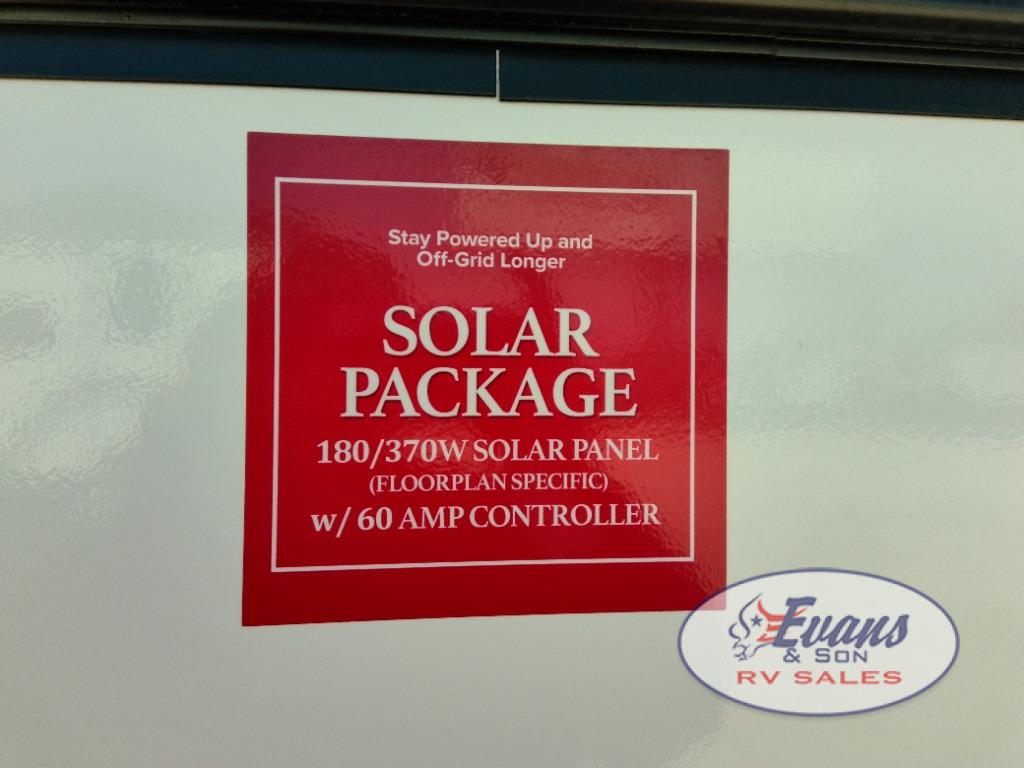 Stay Powered Up and
Off-Grid Longer
SOLAR
PACKAGE
180/370W SOLAR PANEL
(FLOORPLAN SPECIFIC)
w/ 60 AMP CONTROLLER
Evans
& SON
RV SALES